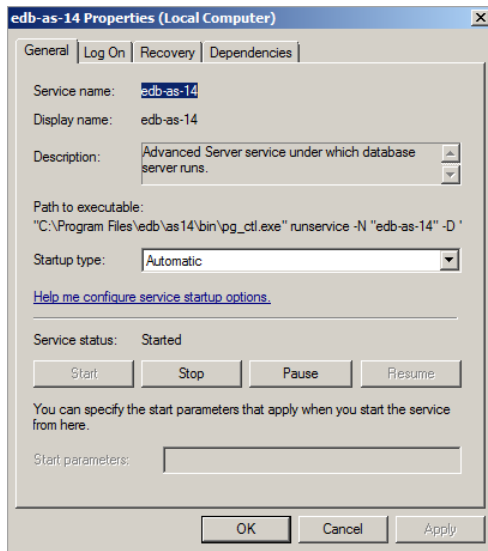 edb-as-14 Properties (Local Computer)
General Log On Recovery Dependencies
Service name: edb-as-14
Display name: edb-as-14
Description: Advanced Server service under which database
server runs.
Path to executable:
"C:\Program Files\edb\as14\bin\pg_ctl.exe" runservice -N "edb-as-14" -D "
Startup type: Automatic
Help me configure service startup options.
Service status: Started
Start Stop Pause Resume
You can specify the start parameters that apply when you start the service
from here.
Start parameters:
OK Cancel Apply